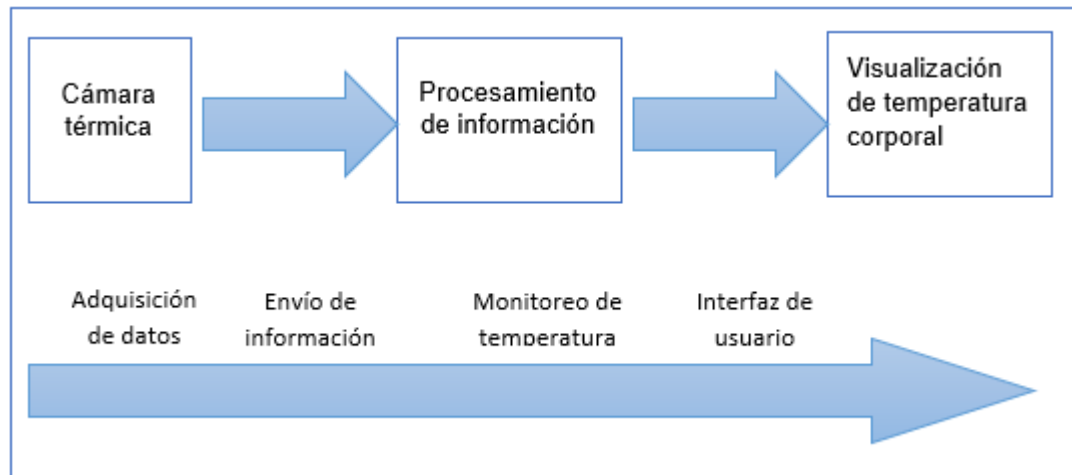 Cámara
térmica
Procesamiento
de información
Visualización
de temperatura
corporal
Adquisición
de datos
Envío de
información
Monitoreo de
temperatura
Interfaz de
usuario